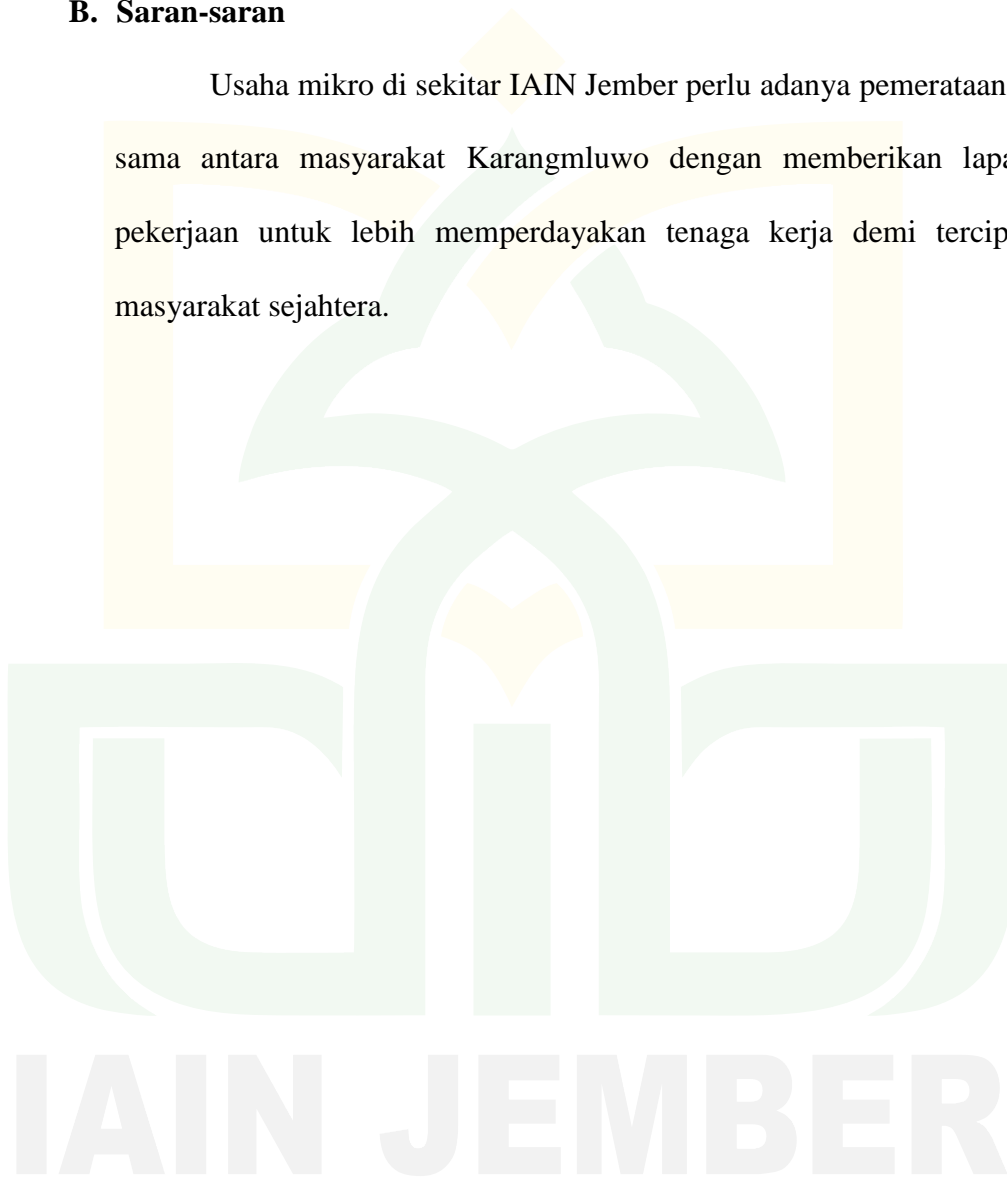 B. Saran-saran
Usaha mikro di sekitar IAIN Jember perlu adanya pemerataan
sama antara masyarakat Karangmluwo dengan memberikan
pekerjaan untuk lebih memperdayakan tenaga kerja demi
masyarakat sejahtera.
IAIN JEMBER